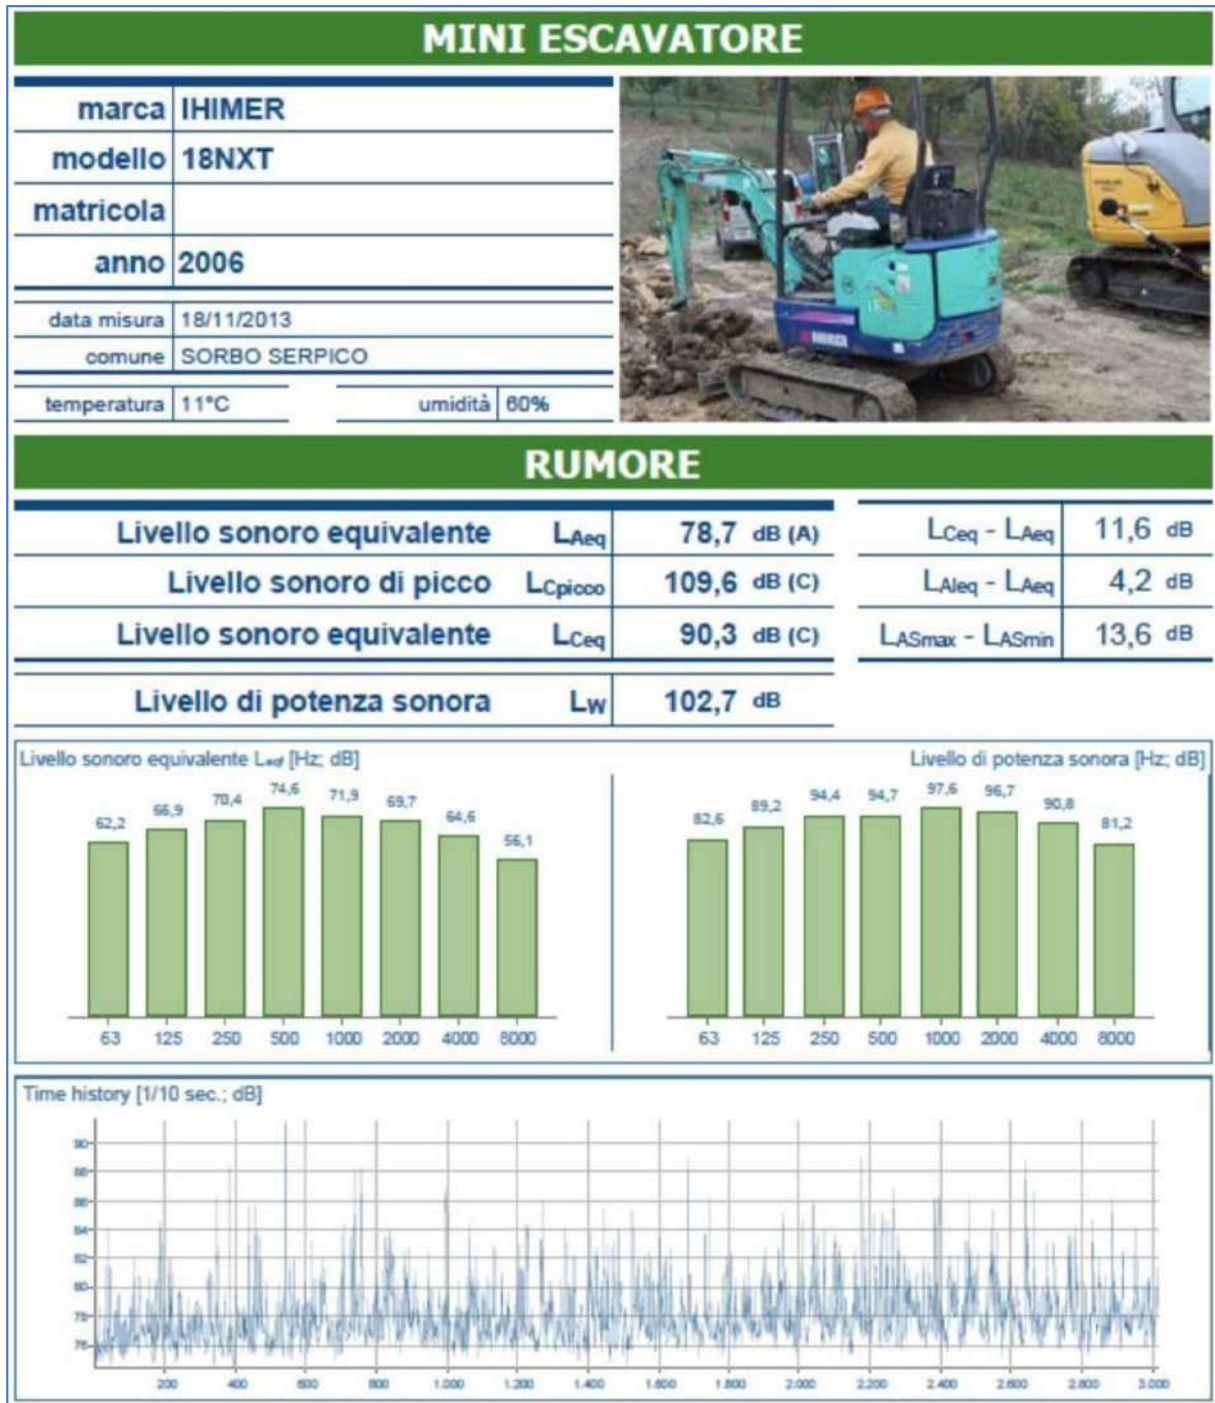 MINI ESCAVATORE
marca IHIMER
modello 18NXT
matricola
anno 2006
data misura 18/11/2013
comune SORBO SERPICO
temperatura 11°C umidità 60%
RUMORE
Livello sonoro equivalente LAeq 78,7 dB (A)
Livello sonoro di picco LCpicco 109,6 dB (C)
Livello sonoro equivalente LCeq 90,3 dB (C)
Livello di potenza sonora LW 102,7 dB
LCeq - LAeq 11,6 dB
LAIeq - LAeq 4,2 dB
LASmax - LASmin 13,6 dB
Livello sonoro equivalente [Hz; dB]
62,2 66,9 70,4 74,6 71,9 69,7 64,6 56,1
63 125 250 500 1000 2000 4000 8000
Livello di potenza sonora [Hz; dB]
82,6 89,2 94,4 94,7 97,6 96,7 90,8 81,2
63 125 250 500 1000 2000 4000 8000
Time history [1/10 sec.; dB]
90
88
86
84
82
80
78
76
200 400 600 800 1.000 1.200 1.400 1.600 1.800 2.000 2.200 2.400 2.600 2.800 3.000